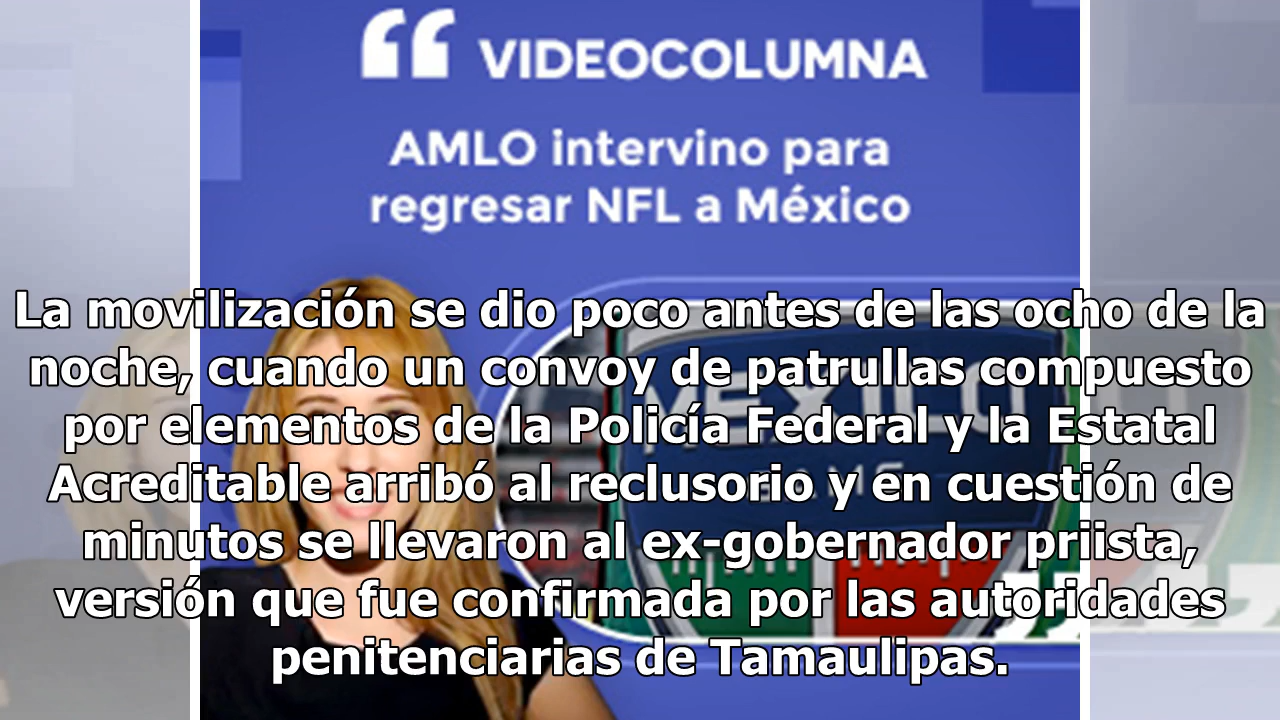 “ VIDEOCOLUMNA
AMLO intervino para
regresar NFL a México
La movilización se dio poco antes de las ocho de la
noche, cuando un convoy de patrullas compuesto
por elementos de la Policía Federal y la Estatal
Acreditable arribó al reclusorio y en cuestión de
minutos se llevaron al ex-gobernador priista,
versión que fue confirmada por las autoridades
penitenciarias de Tamaulipas.
MEXICO
GAME